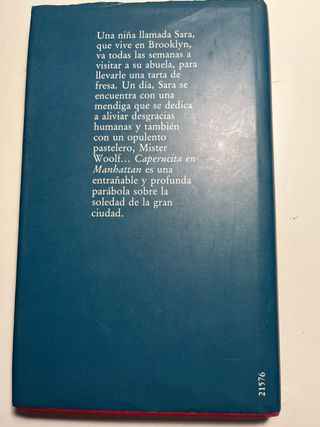 Una niña llamada Sara,
que vive en Brooklyn,
va todas las semanas a
visitar a su abuela, para
llevarle una tarta de
fresa. Un día, Sara se
encuentra con una
mendiga que se dedica
a aliviar desgracias
humanas y también
con un opulento
pastelero, Mister
Woolf... Caperucita en
Manhattan es una
entrañable y profunda
parábola sobre la
soledad de la gran
ciudad.
21576